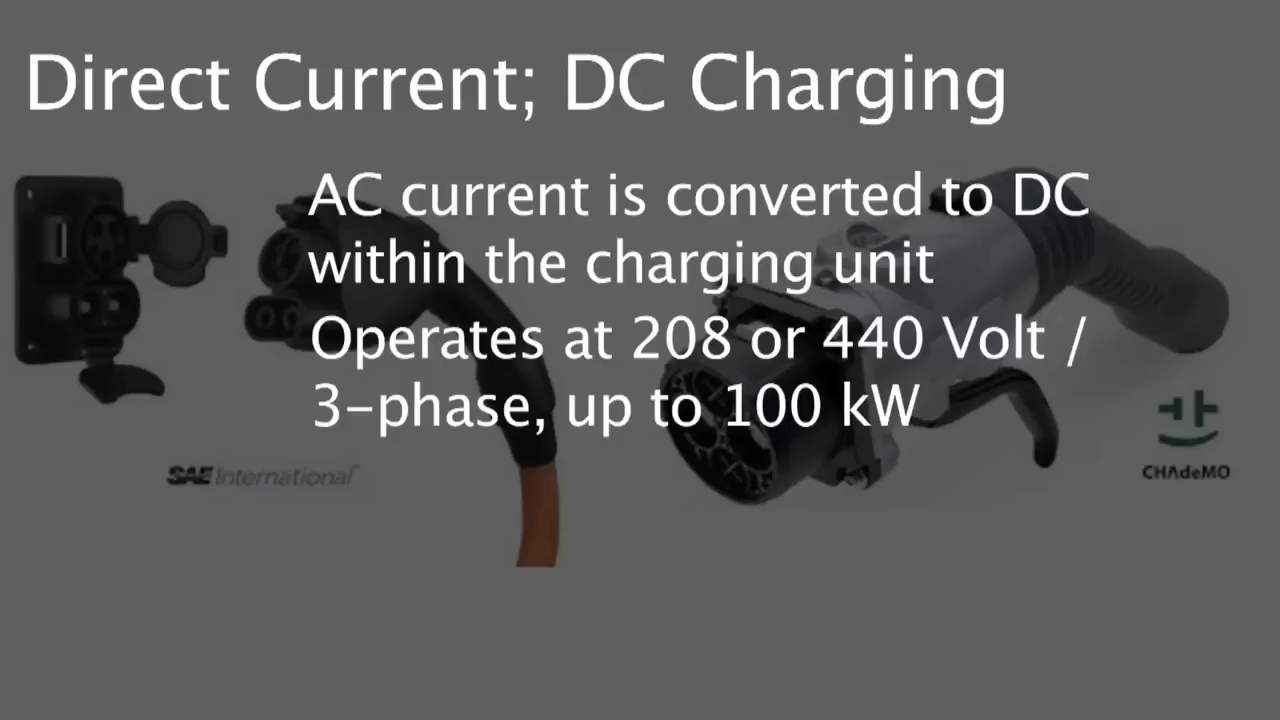 Direct Current; DC Charging
AC current is converted to DC
within the charging unit
Operates at 208 or 440 Volt /
3-phase, up to 100 kW
SAE International
CHAdeMO